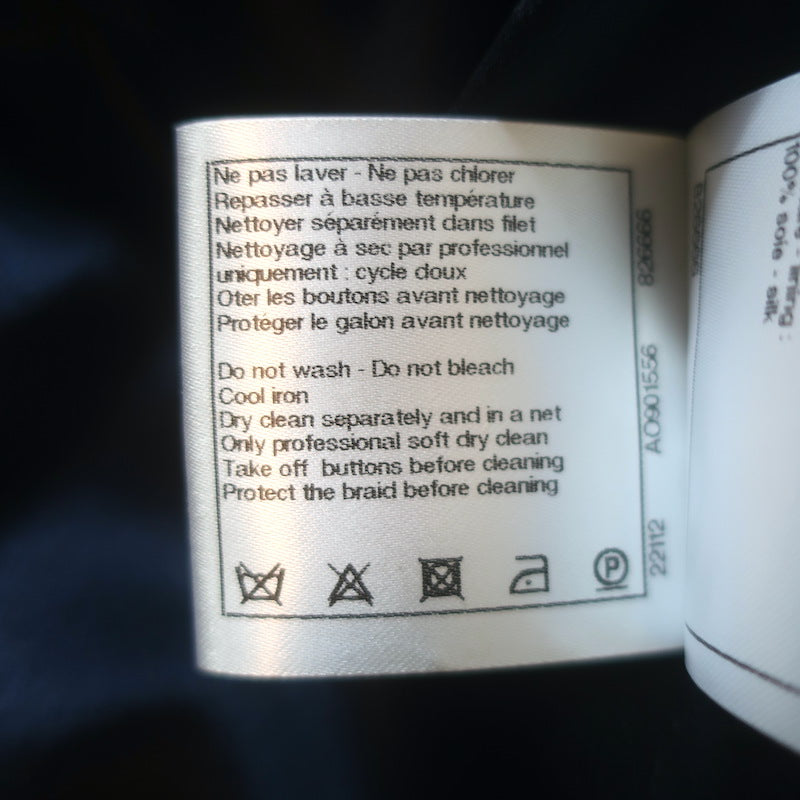 Ne pas laver - Ne pas chlorer
Repasser à basse température
Nettoyer séparément dans filet
Nettoyage à sec par professionnel
uniquement : cycle doux
Oter les boutons avant nettoyage
Protéger le galon avant nettoyage
Do not wash - Do not bleach
Cool iron
Dry clean separately and in a net
Only professional soft dry clean
Take off buttons before cleaning
Protect the braid before cleaning
P
826666
AO901556
22112
lining :
100% soie - silk